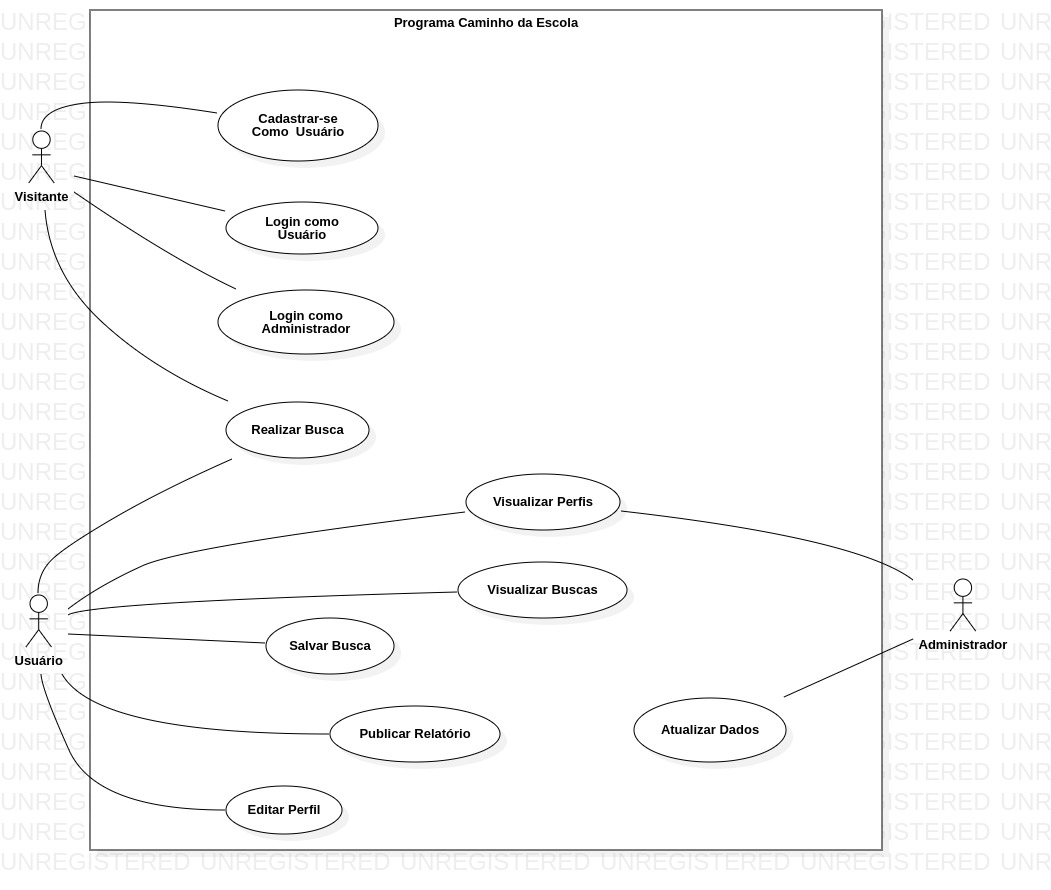 Programa Caminho da Escola
Cadastrar-se
Como  Usuário
Visitante
Login como
Usuário
Login como
Administrador
Realizar Busca
Visualizar Perfis
Visualizar Buscas
Usuário
Salvar Busca
Administrador
Publicar Relatório
Atualizar Dados
Editar Perfil
UNREGISTERED UNREGISTERED UNREGISTERED UNREGISTERED UNREGISTERED UNR